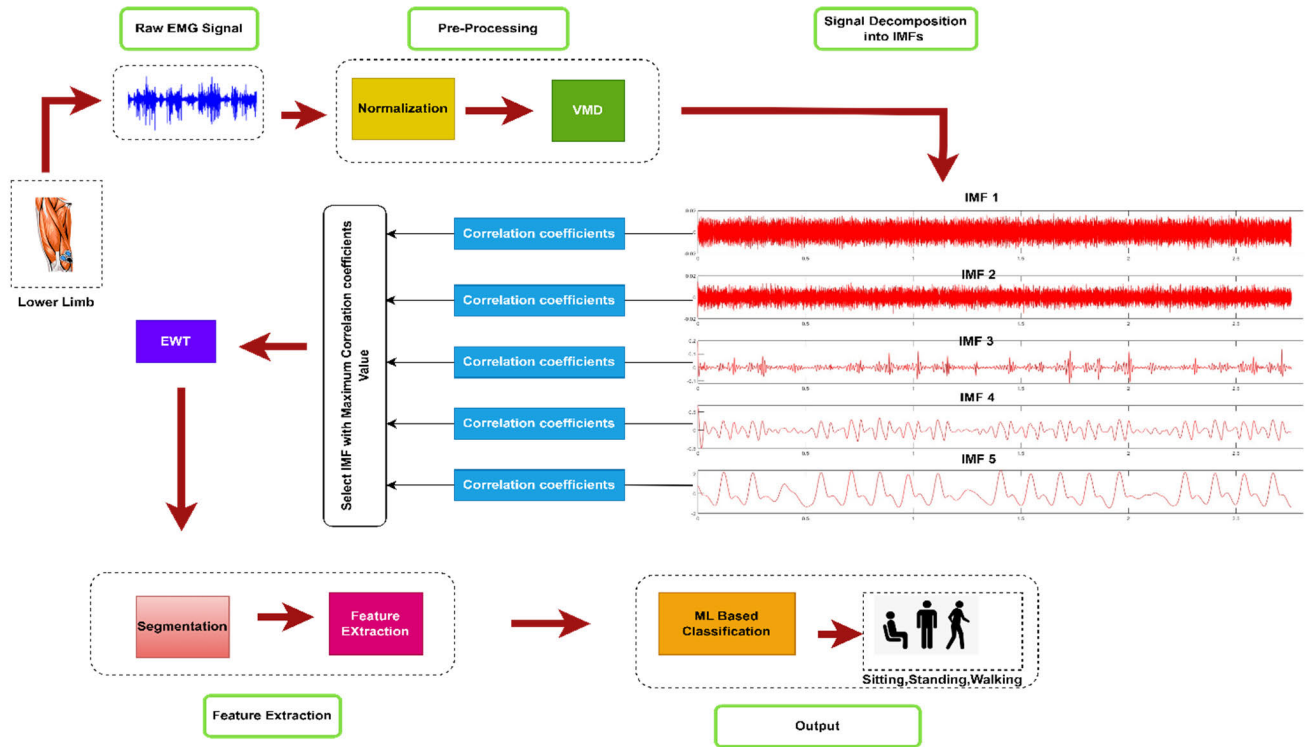 Raw EMG Signal
Pre-Processing
Signal Decomposition
into IMFs
Normalization
VMD
Lower Limb
IMF 1
Correlation coefficients
IMF 2
Correlation coefficients
IMF 3
Correlation coefficients
IMF 4
Correlation coefficients
IMF 5
Correlation coefficients
Select IMF with Maximum Correlation coefficients
Value
EWT
Segmentation
Feature
EXtraction
ML Based
Classification
Sitting,Standing,Walking
Feature Extraction
Output